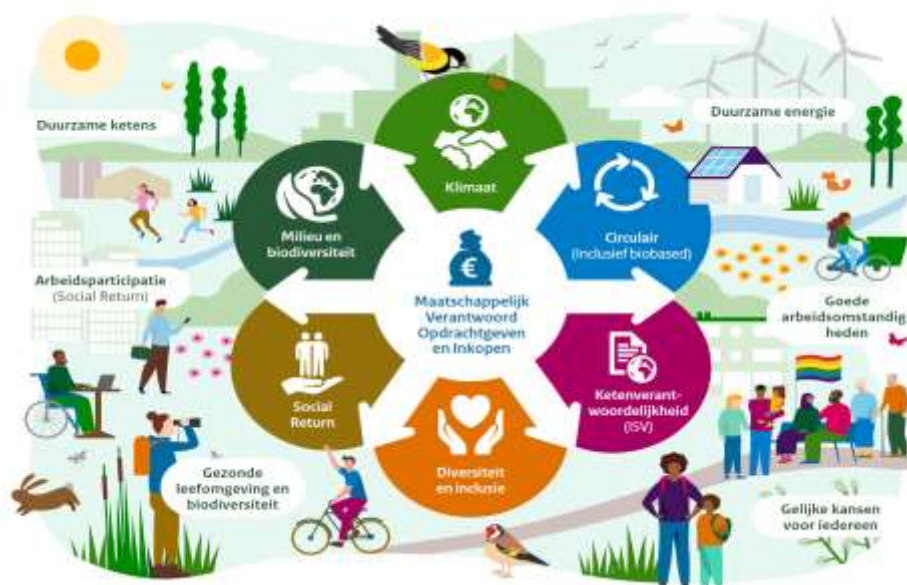 Duurzame ketens
Duurzame energie
Klimaat
Milieu en
biodiversiteit
Circulair
(Inclusief biobased)
€
Maatschappelijk
Verantwoord
Opdrachtgeven
en Inkopen
Arbeidsparticipatie
(Social Return)
Goede
arbeidsomstandig
heden
Social
Return
Ketenverant-
woordelijkheid
(ISV)
Diversiteit
en inclusie
Gezonde
leefomgeving en
biodiversiteit
Gelijke kansen
voor iedereen